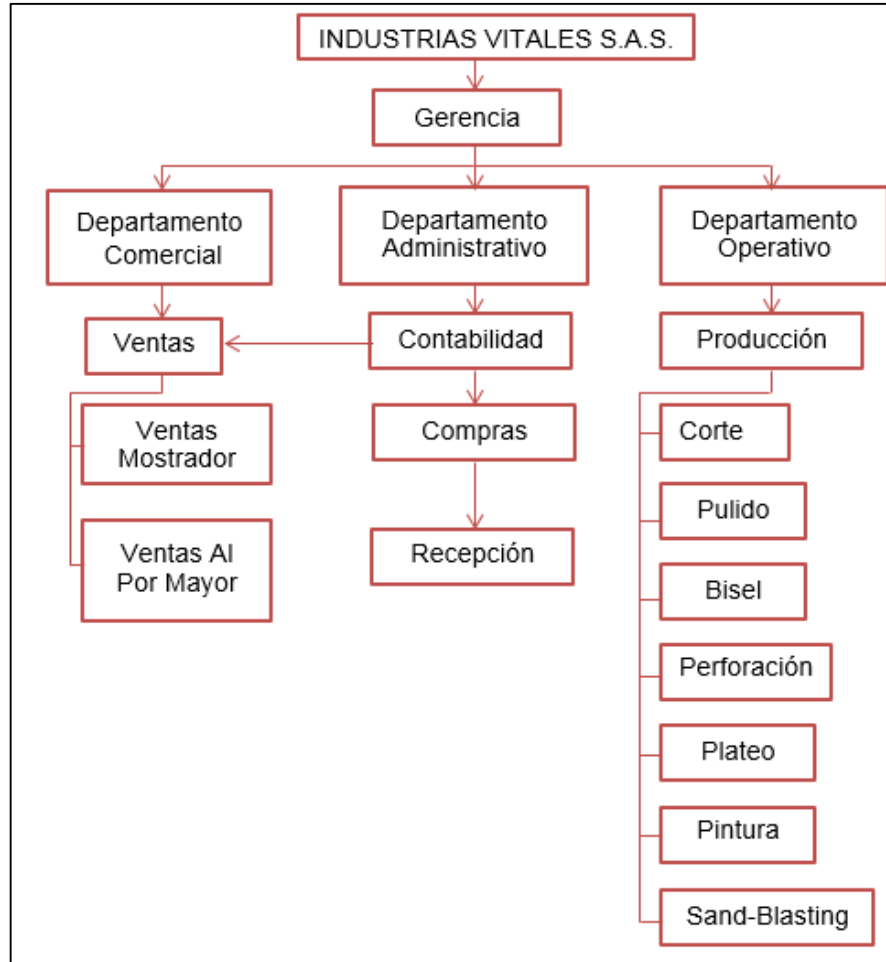 INDUSTRIAS VITALES S.A.S.
Gerencia
Departamento
Comercial
Departamento
Administrativo
Departamento
Operativo
Ventas
Contabilidad
Producción
Ventas
Mostrador
Compras
Corte
Pulido
Ventas Al
Por Mayor
Recepción
Bisel
Perforación
Plateo
Pintura
Sand-Blasting